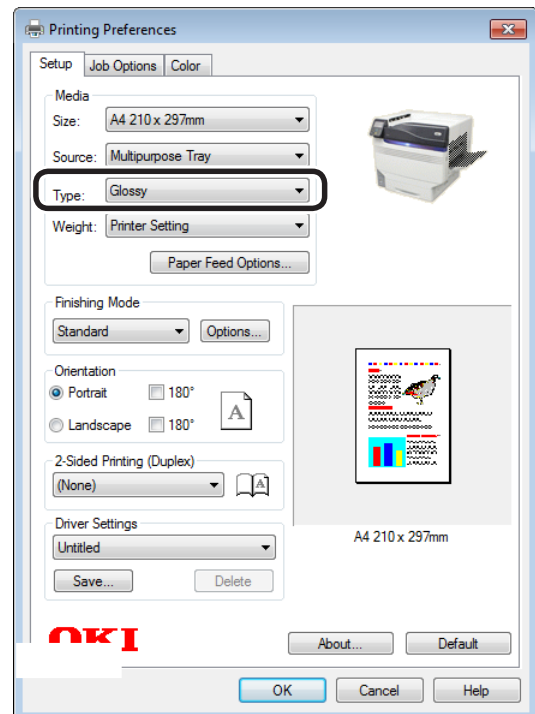 Printing Preferences
Setup Job Options Color
Media
Size: A4 210 x 297mm
Source: Multipurpose Tray
Type: Glossy
Weight: Printer Setting
Paper Feed Options...
Finishing Mode
Standard Options...
Orientation
Portrait 180°
Landscape 180°
A
2-Sided Printing (Duplex)
(None) A
Driver Settings
Untitled
Save... Delete
A4 210 x 297mm
OKI
About... Default
OK Cancel Help